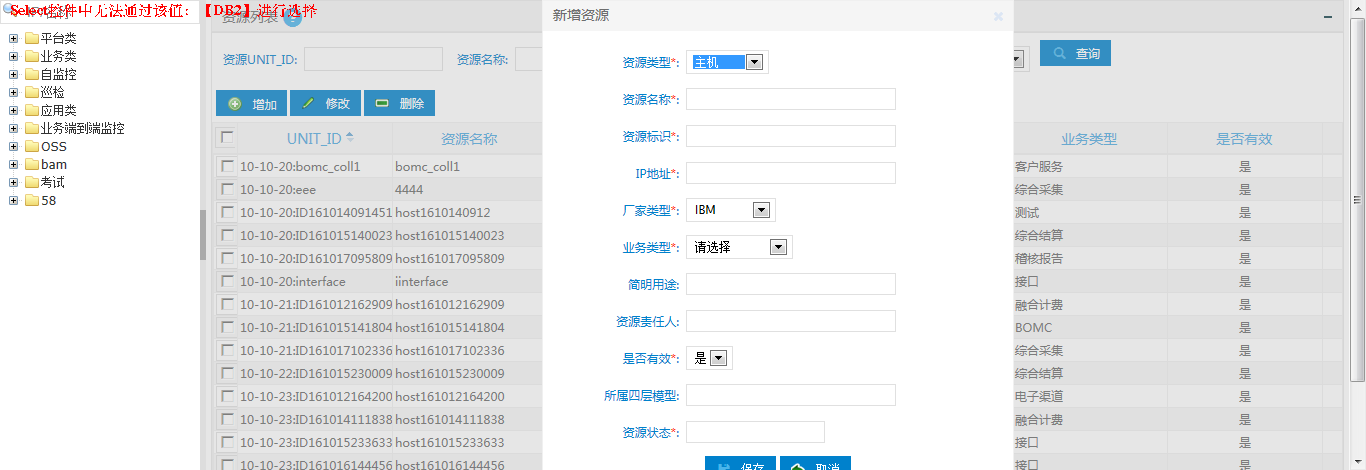 Select控件中无法通过该值：【DB2】进行选择
平台类
业务类
自监控
巡检
应用类
业务端到端监控
OSS
bam
考试
58
资源列表
资源UNIT_ID:
资源名称:
查询
增加
修改
删除
UNIT_ID 资源名称 业务类型 是否有效
10-10-20:bomc_coll1 bomc_coll1 客户服务 是
10-10-20:eee 4444 综合采集 是
10-10-20:ID161014091451 host1610140912 测试 是
10-10-20:ID161015140023 host161015140023 综合结算 是
10-10-20:ID161017095809 host161017095809 稽核报告 是
10-10-20:interface iinterface 接口 是
10-10-21:ID161012162909 host161012162909 融合计费 是
10-10-21:ID161015141804 host161015141804 BOMC 是
10-10-21:ID161017102336 host161017102336 综合采集 是
10-10-22:ID161015230009 host161015230009 综合结算 是
10-10-23:ID161012164200 host161012164200 电子渠道 是
10-10-23:ID161014111838 host161014111838 融合计费 是
10-10-23:ID161015233633 host161015233633 接口 是
10-10-23:ID161016144456 host161016144456 接口 是
新增资源
资源类型*: 主机
资源名称*:
资源标识*:
IP地址*:
厂家类型*: IBM
业务类型*: 请选择
简明用途:
资源责任人:
是否有效*: 是
所属四层模型:
资源状态*:
保存
取消